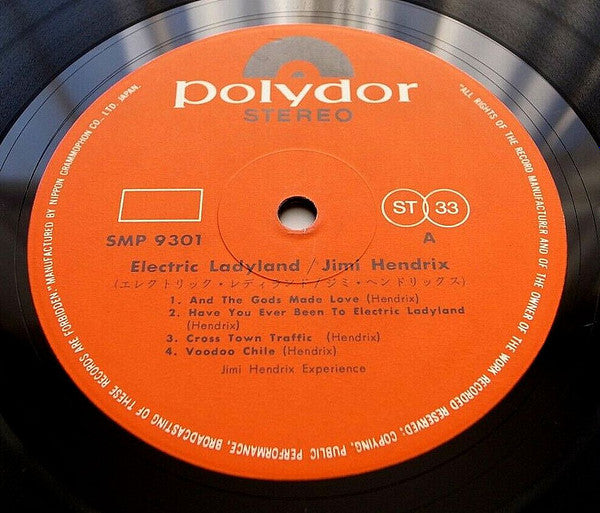 polydor
STEREO
ST 33
SMP 9301
A
Electric Ladyland / Jimi Hendrix
(エレクトリック・レディランド / ジミ・ヘンドリックス)
1. And The Gods Made Love (Hendrix)
2. Have You Ever Been To Electric Ladyland
(Hendrix)
3. Cross Town Traffic (Hendrix)
4. Voodoo Chile (Hendrix)
Jimi Hendrix Experience
"ALL RIGHTS OF THE RECORD MANUFACTURER AND OF THE OWNER OF THE WORK RECORDED RESERVED; COPYING, PUBLIC PERFORMANCE, BROADCASTING OF THESE RECORDS ARE FORBIDDEN." MANUFACTURED BY NIPPON GRAMMOPHON CO., LTD. JAPAN.